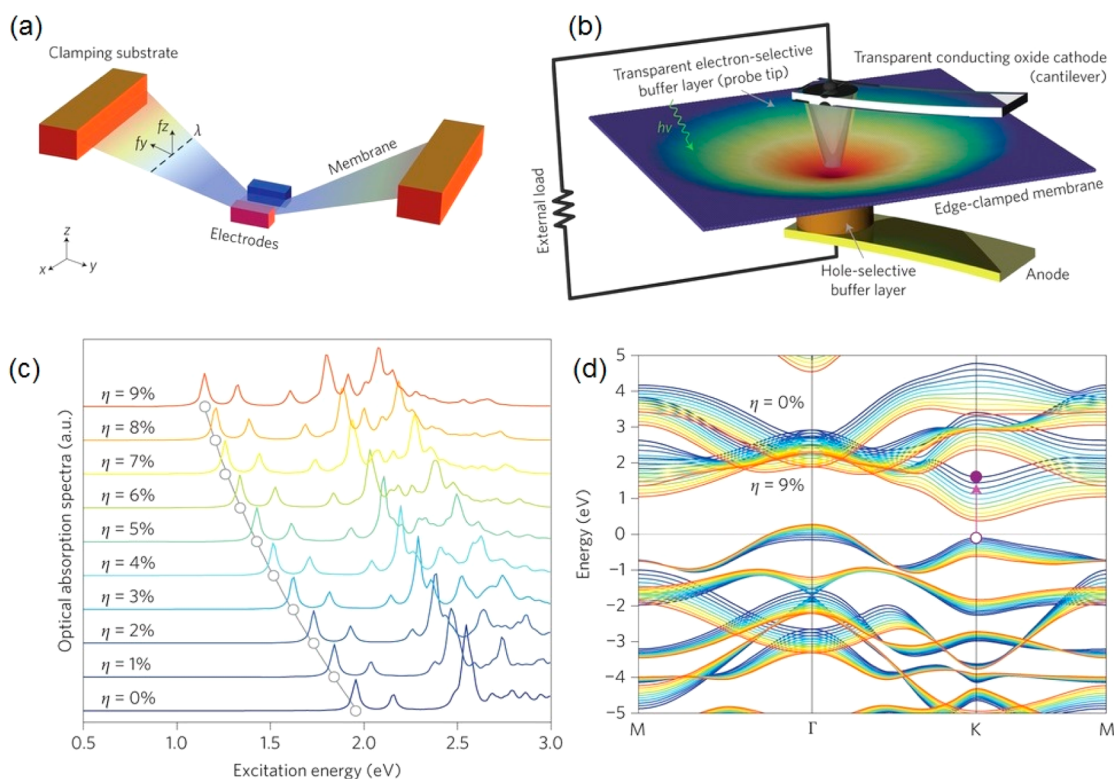 (a)
Clamping substrate
fz
fy
λ
Membrane
Electrodes
z
x
y
(b)
Transparent electron-selective
buffer layer (probe tip)
Transparent conducting oxide cathode
(cantilever)
hν
External load
Edge-clamped membrane
Hole-selective
buffer layer
Anode
(c)
Optical absorption spectra (a.u.)
η = 9%
η = 8%
η = 7%
η = 6%
η = 5%
η = 4%
η = 3%
η = 2%
η = 1%
η = 0%
0.5 1.0 1.5 2.0 2.5 3.0
Excitation energy (eV)
(d)
Energy (eV)
5
4
3
2
1
0
−1
−2
−3
−4
−5
η = 0%
η = 9%
M Γ K M